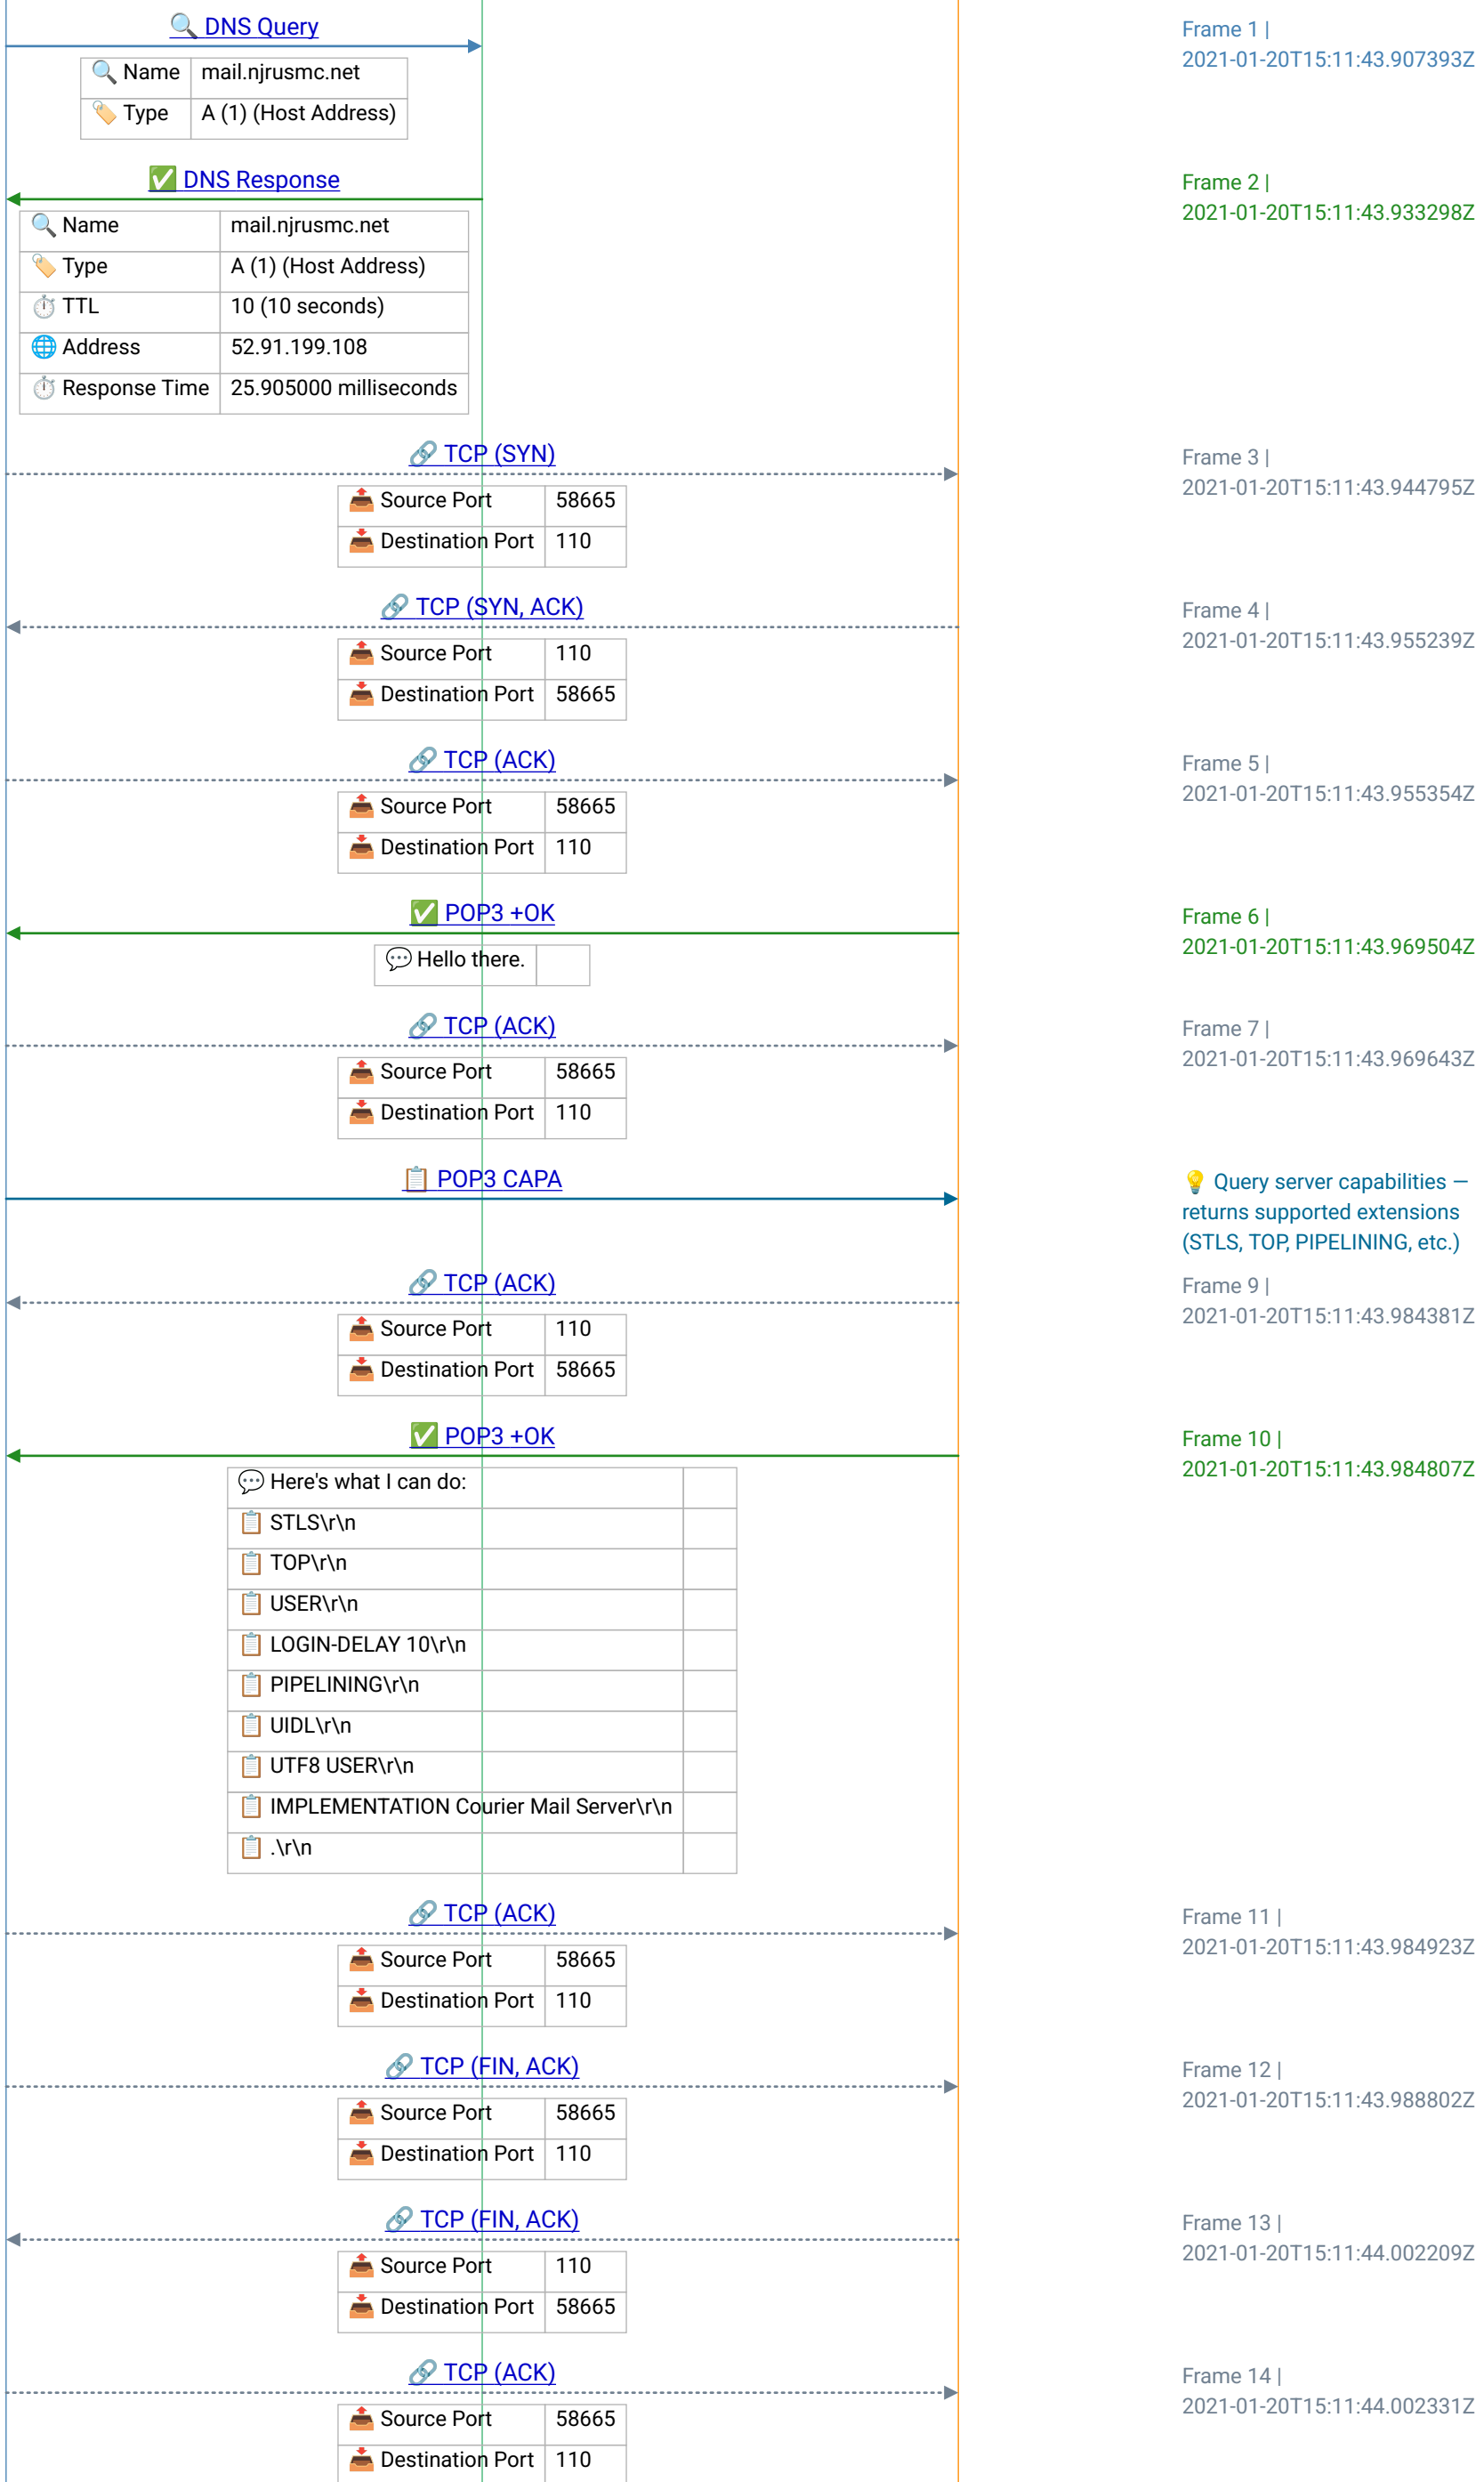 🔍 DNS Query
Frame 1 |
2021-01-20T15:11:43.907393Z
🔍 Name mail.njrusmc.net
🏷️ Type A (1) (Host Address)
✅ DNS Response
Frame 2 |
2021-01-20T15:11:43.933298Z
🔍 Name mail.njrusmc.net
🏷️ Type A (1) (Host Address)
⏱️ TTL 10 (10 seconds)
🌐 Address 52.91.199.108
⏱️ Response Time 25.905000 milliseconds
🔗 TCP (SYN)
Frame 3 |
2021-01-20T15:11:43.944795Z
📤 Source Port 58665
📥 Destination Port 110
🔗 TCP (SYN, ACK)
Frame 4 |
2021-01-20T15:11:43.955239Z
📤 Source Port 110
📥 Destination Port 58665
🔗 TCP (ACK)
Frame 5 |
2021-01-20T15:11:43.955354Z
📤 Source Port 58665
📥 Destination Port 110
✅ POP3 +OK
Frame 6 |
2021-01-20T15:11:43.969504Z
💬 Hello there.
🔗 TCP (ACK)
Frame 7 |
2021-01-20T15:11:43.969643Z
📤 Source Port 58665
📥 Destination Port 110
📋 POP3 CAPA
💡 Query server capabilities —
returns supported extensions
(STLS, TOP, PIPELINING, etc.)
🔗 TCP (ACK)
Frame 9 |
2021-01-20T15:11:43.984381Z
📤 Source Port 110
📥 Destination Port 58665
✅ POP3 +OK
Frame 10 |
2021-01-20T15:11:43.984807Z
💬 Here's what I can do:
📋 STLS\r\n
📋 TOP\r\n
📋 USER\r\n
📋 LOGIN-DELAY 10\r\n
📋 PIPELINING\r\n
📋 UIDL\r\n
📋 UTF8 USER\r\n
📋 IMPLEMENTATION Courier Mail Server\r\n
📋 .\r\n
🔗 TCP (ACK)
Frame 11 |
2021-01-20T15:11:43.984923Z
📤 Source Port 58665
📥 Destination Port 110
🔗 TCP (FIN, ACK)
Frame 12 |
2021-01-20T15:11:43.988802Z
📤 Source Port 58665
📥 Destination Port 110
🔗 TCP (FIN, ACK)
Frame 13 |
2021-01-20T15:11:44.002209Z
📤 Source Port 110
📥 Destination Port 58665
🔗 TCP (ACK)
Frame 14 |
2021-01-20T15:11:44.002331Z
📤 Source Port 58665
📥 Destination Port 110